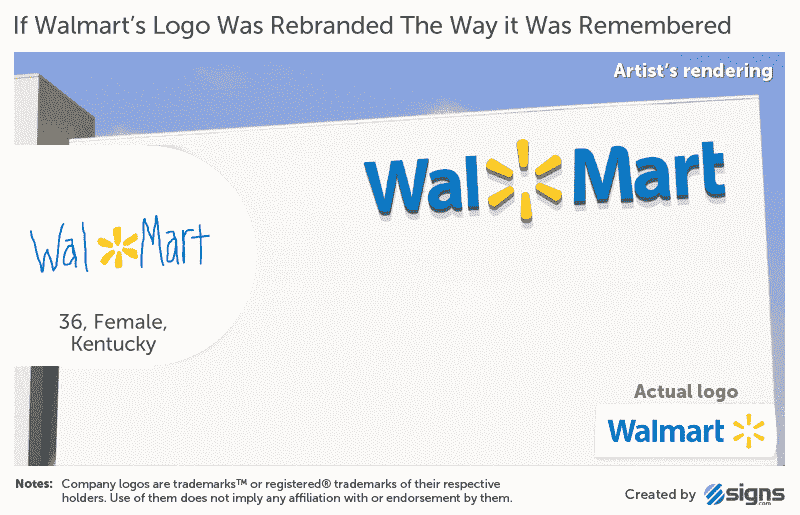 If Walmart's Logo Was Rebranded The Way it Was Remembered
Artist's rendering
Wal Mart
Wal Mart
36, Female,
Kentucky
Actual logo
Walmart
Notes: Company logos are trademarks™ or registered® trademarks of their respective
holders. Use of them does not imply any affiliation with or endorsement by them.
Created by signs.com